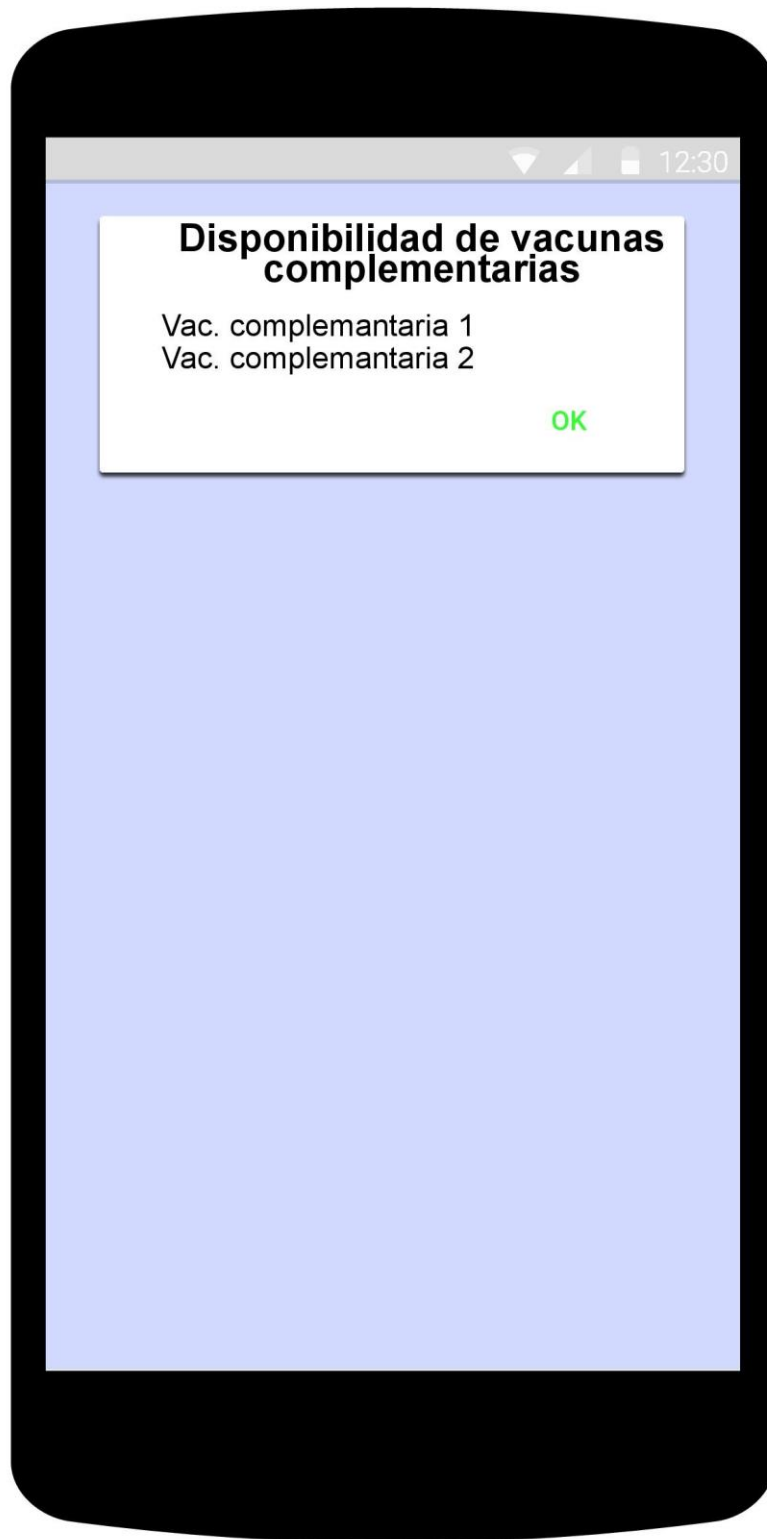 12:30
Disponibilidad de vacunas
complementarias
Vac. complemantaria 1
Vac. complemantaria 2
OK